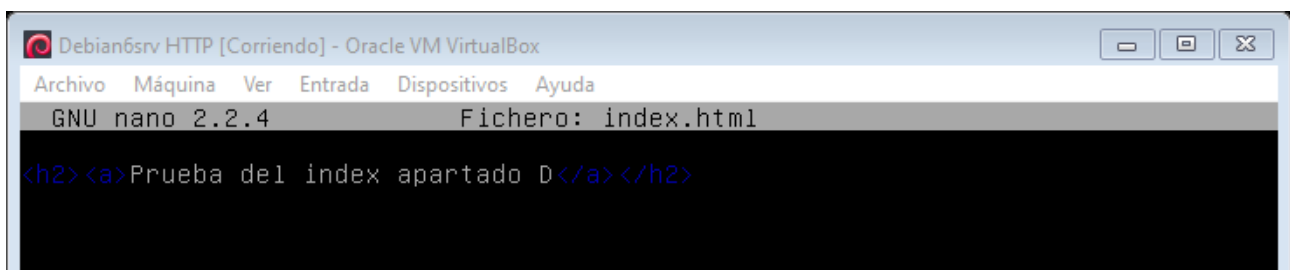 Debian6srv HTTP [Corriendo] - Oracle VM VirtualBox
Archivo Máquina Ver Entrada Dispositivos Ayuda
GNU nano 2.2.4 Fichero: index.html
<h2><a>Prueba del index apartado D</a></h2>